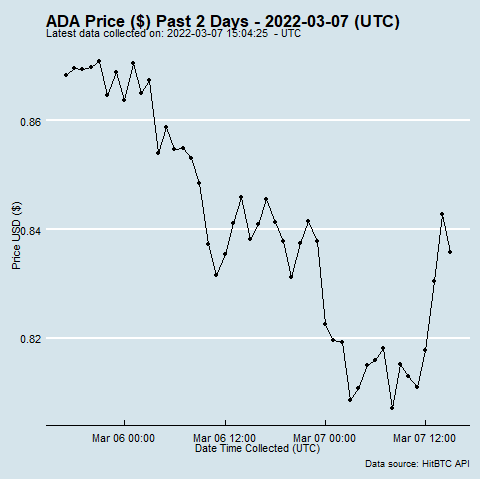 ADA Price ($) Past 2 Days - 2022-03-07 (UTC)
Latest data collected on: 2022-03-07 15:04:25 - UTC
0.86
0.84
0.82
Price USD ($)
Mar 06 00:00 Mar 06 12:00 Mar 07 00:00 Mar 07 12:00
Date Time Collected (UTC)
Data source: HitBTC API